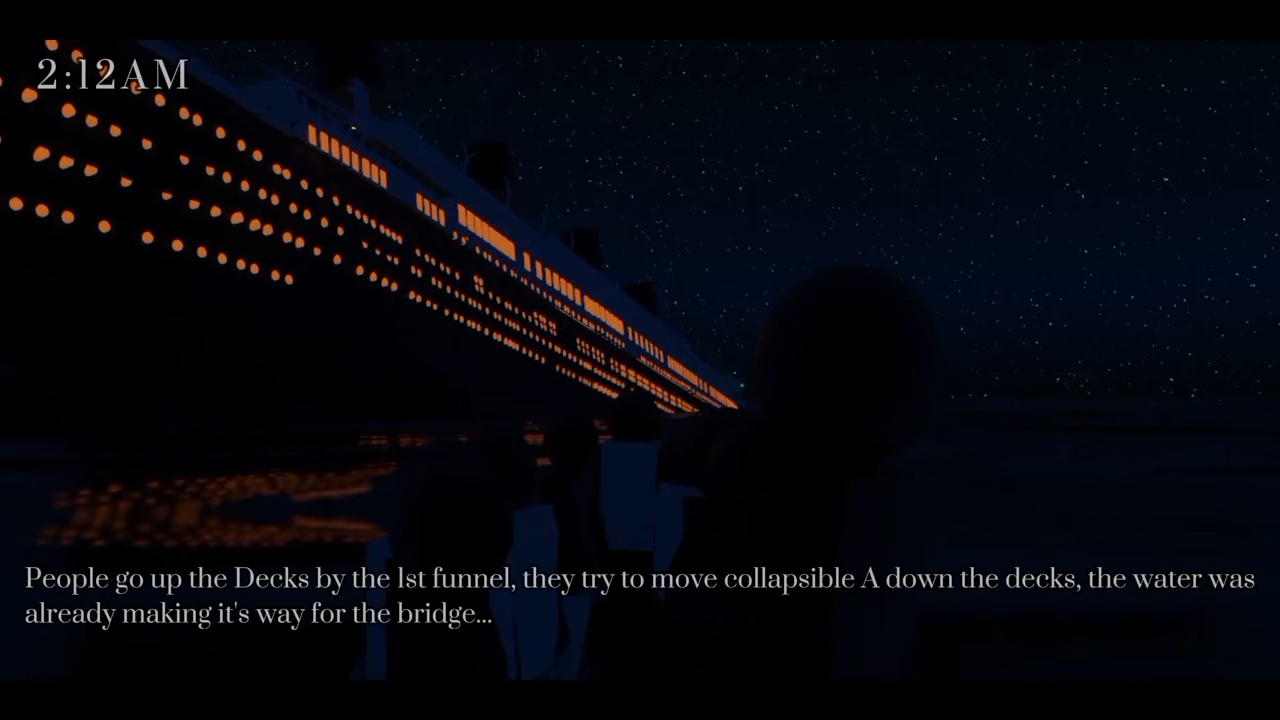 2:12AM
People go up the Decks by the 1st funnel, they try to move collapsible A down the decks, the water was
already making it's way for the bridge...